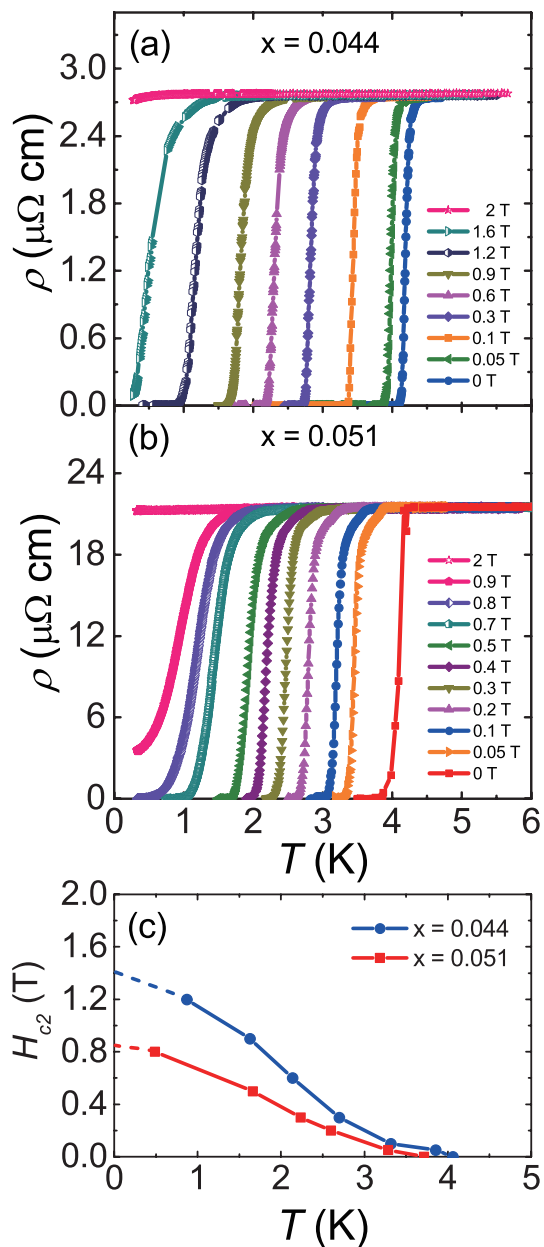 (a)
x = 0.044
3.0
2.4
1.8
1.2
0.6
0.0
ρ (μΩ cm)
2 T
1.6 T
1.2 T
0.9 T
0.6 T
0.3 T
0.1 T
0.05 T
0 T
(b)
x = 0.051
24
18
12
6
0
ρ (μΩ cm)
2 T
0.9 T
0.8 T
0.7 T
0.5 T
0.4 T
0.3 T
0.2 T
0.1 T
0.05 T
0 T
0 1 2 3 4 5 6
T (K)
(c)
x = 0.044
x = 0.051
2.0
1.6
1.2
0.8
0.4
0.0
Hc2 (T)
0 1 2 3 4 5
T (K)